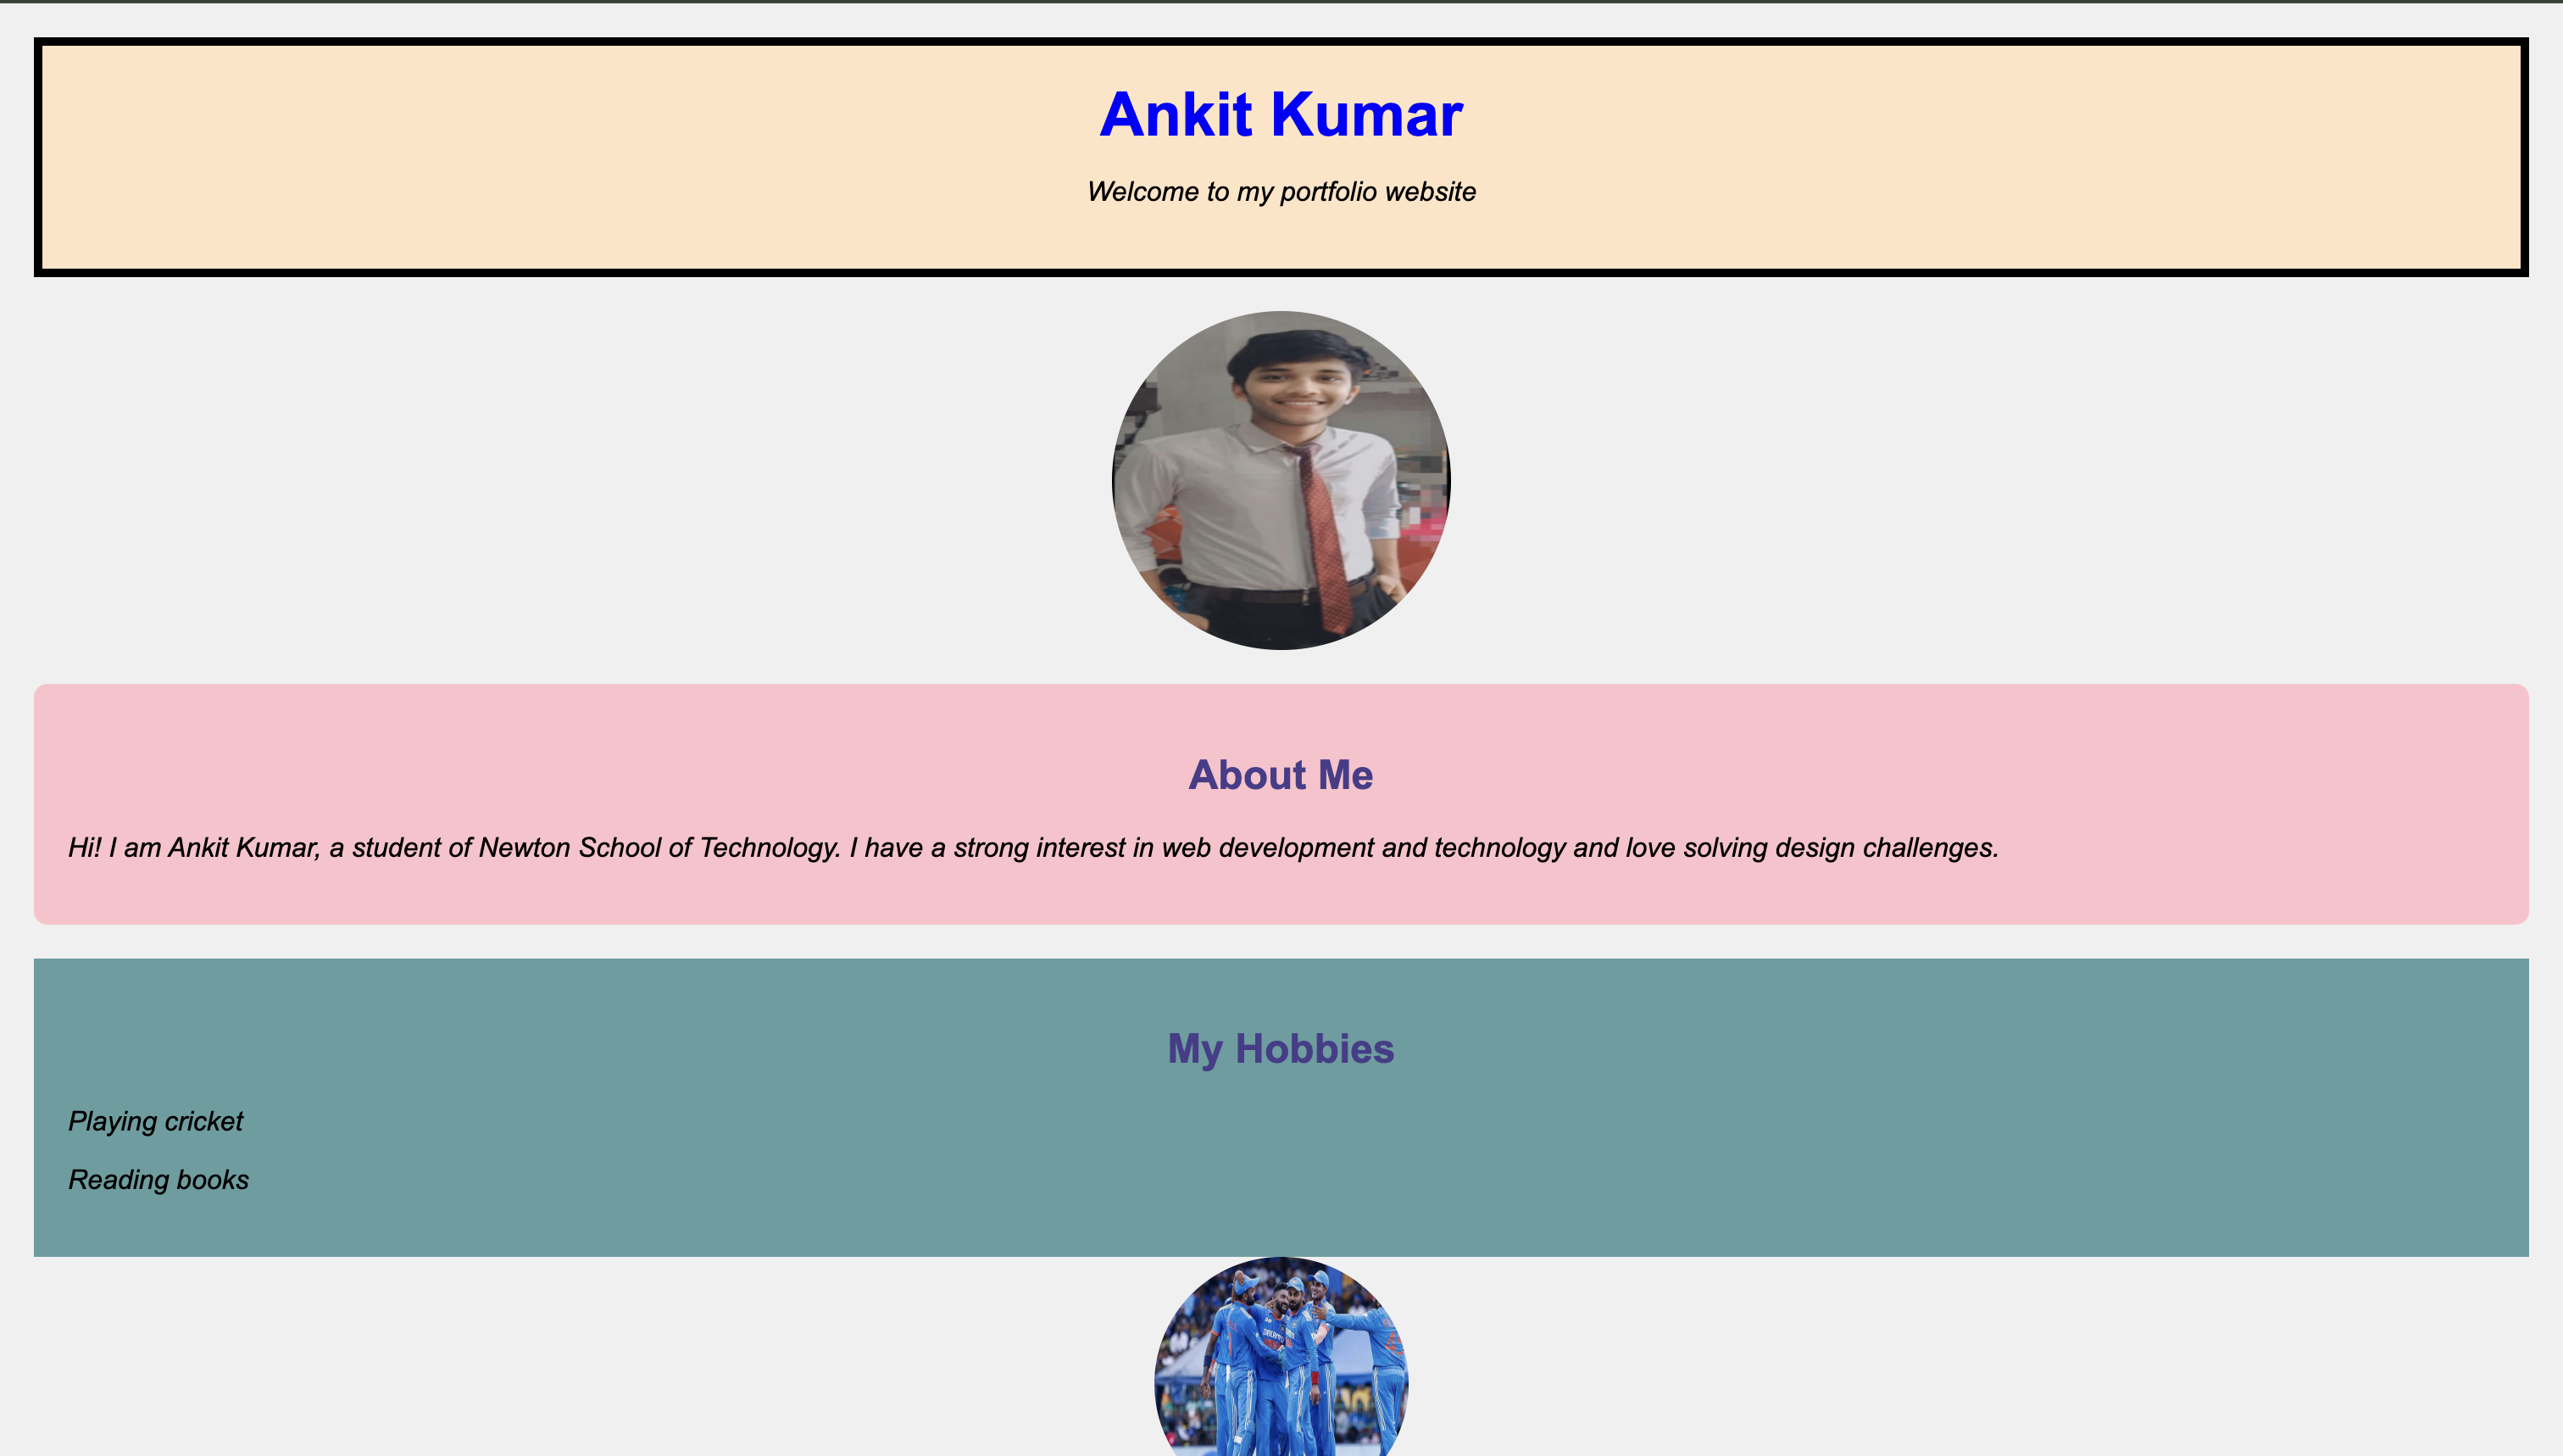 Ankit Kumar
Welcome to my portfolio website
About Me
Hi! I am Ankit Kumar, a student of Newton School of Technology. I have a strong interest in web development and technology and love solving design challenges.
My Hobbies
Playing cricket
Reading books